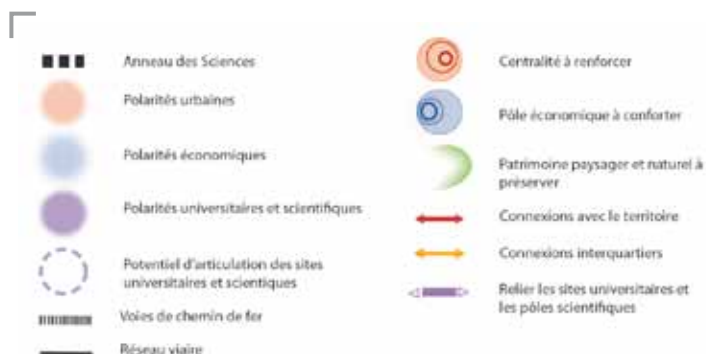 Anneau des Sciences
Polarités urbaines
Polarités économiques
Polarités universitaires et scientifiques
Potentiel d'articulation des sites
universitaires et scientiques
Voies de chemin de fer
Réseau viaire
Centralité à renforcer
Pôle économique à conforter
Patrimoine paysager et naturel à
préserver
Connexions avec le territoire
Connexions interquartiers
Relier les sites universitaires et
les pôles scientifiques